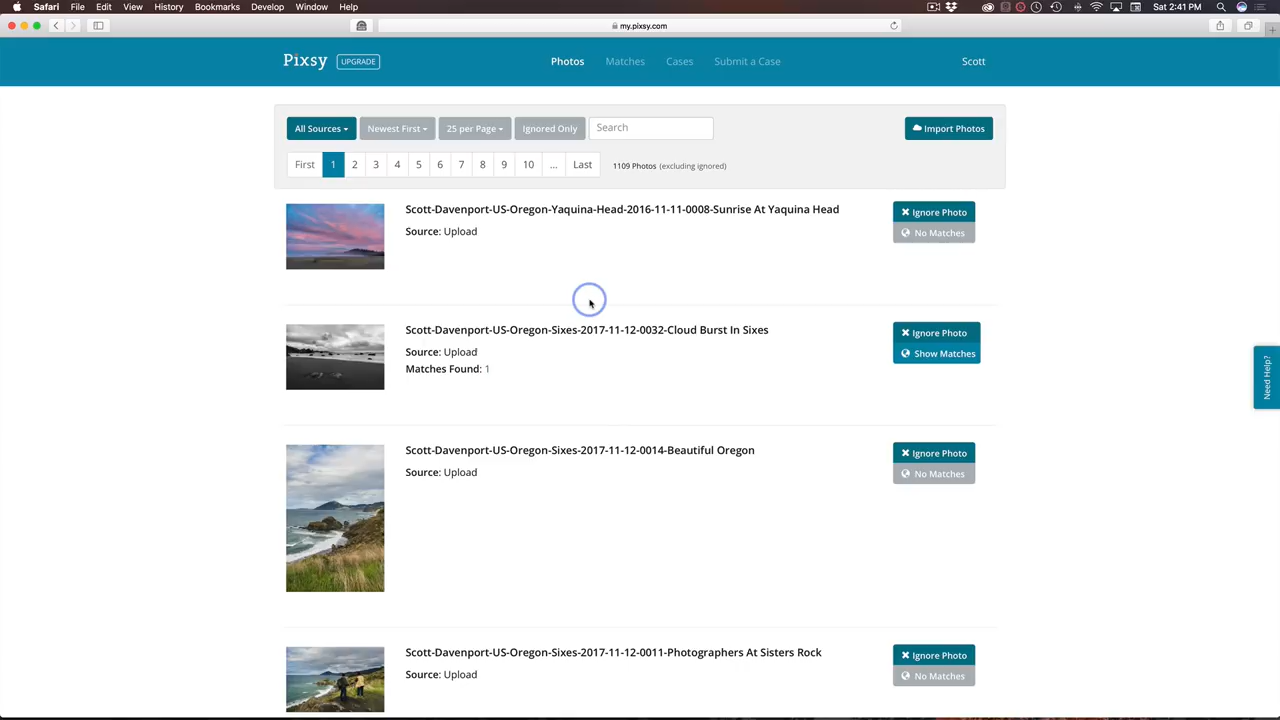 Safari File Edit View History Bookmarks Develop Window Help
Sat 2:41 PM
my.pixsy.com
Pixsy UPGRADE Photos Matches Cases Submit a Case Scott
All Sources Newest First 25 per Page Ignored Only Search Import Photos
First 1 2 3 4 5 6 7 8 9 10 ... Last 1109 Photos (excluding ignored)
Scott-Davenport-US-Oregon-Yaquina-Head-2016-11-11-0008-Sunrise At Yaquina Head
Ignore Photo
Source: Upload
No Matches
Scott-Davenport-US-Oregon-Sixes-2017-11-12-0032-Cloud Burst In Sixes
Ignore Photo
Source: Upload
Show Matches
Matches Found: 1
Need Help?
Scott-Davenport-US-Oregon-Sixes-2017-11-12-0014-Beautiful Oregon
Ignore Photo
Source: Upload
No Matches
Scott-Davenport-US-Oregon-Sixes-2017-11-12-0011-Photographers At Sisters Rock
Ignore Photo
Source: Upload
No Matches